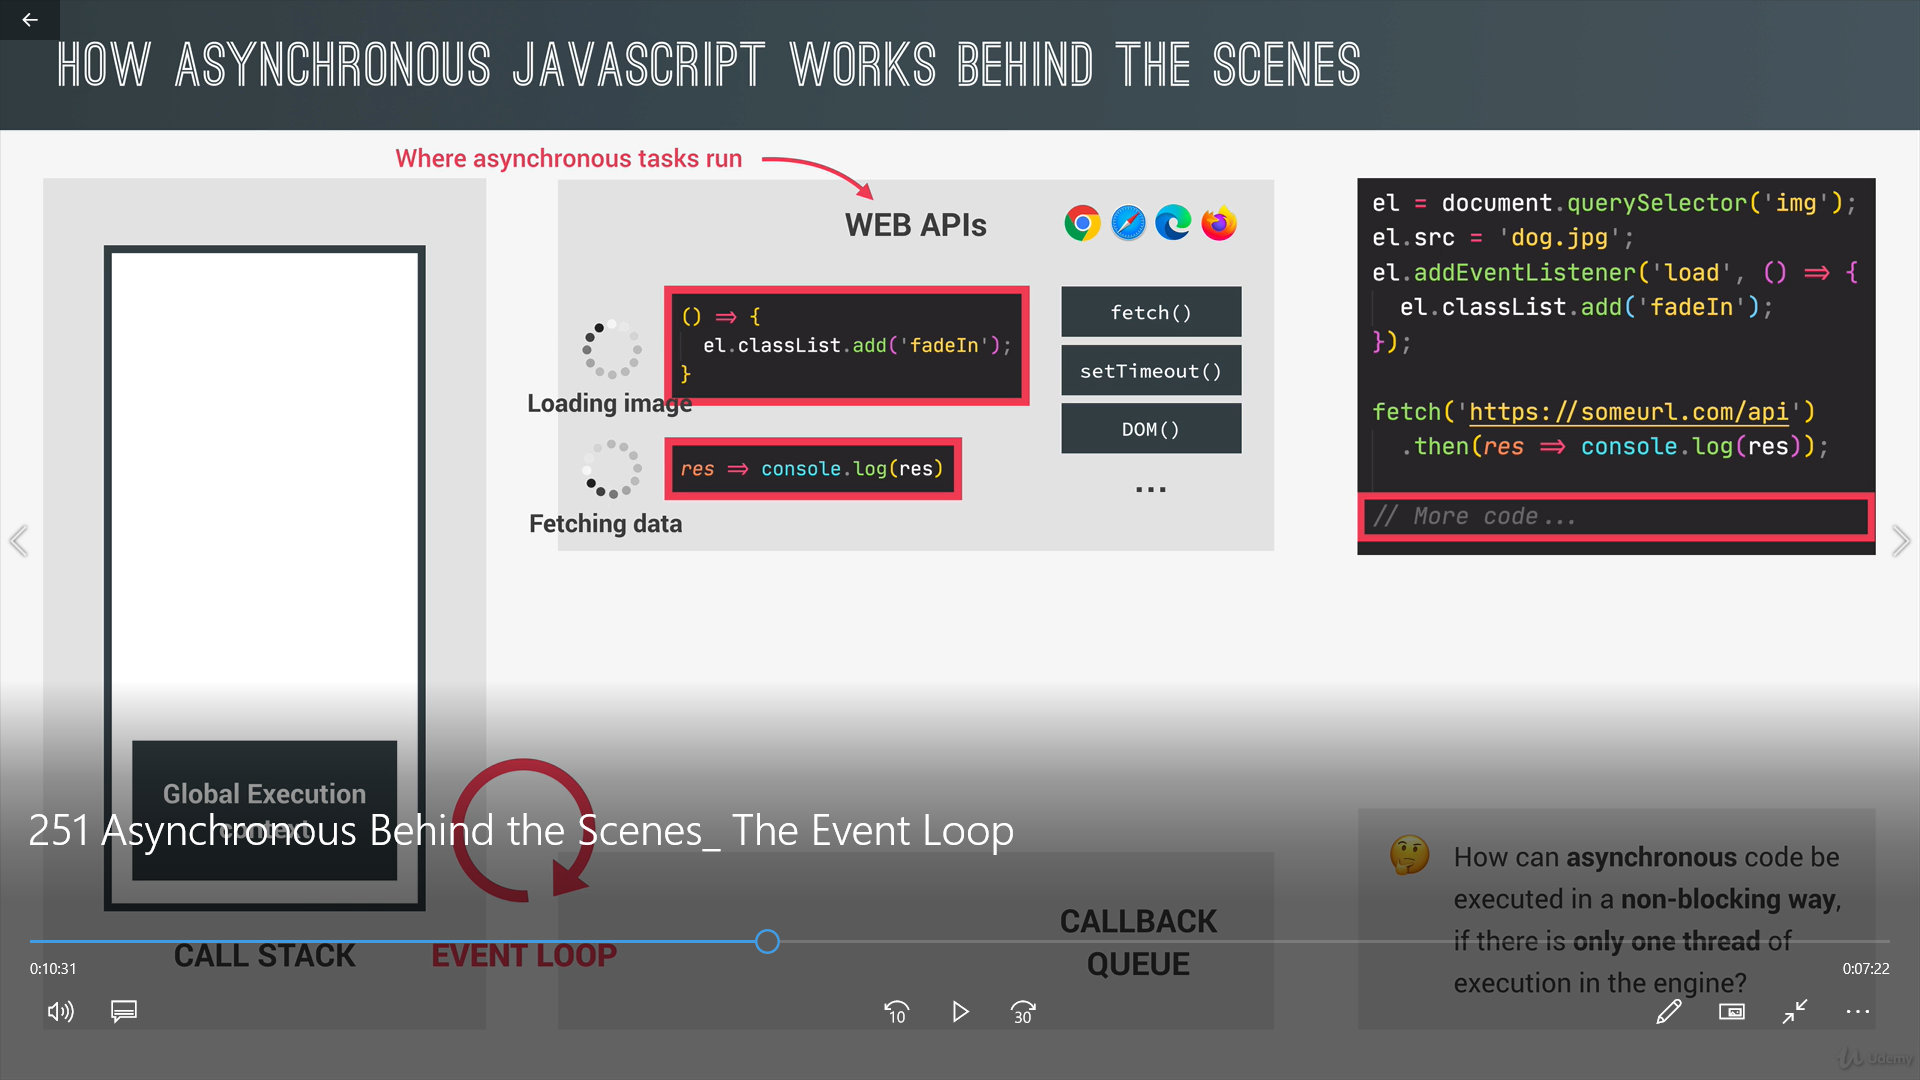 HOW ASYNCHRONOUS JAVASCRIPT WORKS BEHIND THE SCENES
Where asynchronous tasks run
WEB APIs
() => {
el.classList.add('fadeIn');
}
Loading image
res => console.log(res)
Fetching data
fetch()
setTimeout()
DOM()
...
el = document.querySelector('img');
el.src = 'dog.jpg';
el.addEventListener('load', () => {
el.classList.add('fadeIn');
});
fetch('https://someurl.com/api')
.then(res => console.log(res));
// More code...
Global Execution
context
251 Asynchronous Behind the Scenes_ The Event Loop
CALL STACK
EVENT LOOP
CALLBACK
QUEUE
How can asynchronous code be
executed in a non-blocking way,
if there is only one thread of
execution in the engine?
0:10:31
0:07:22
10
30
Udemy